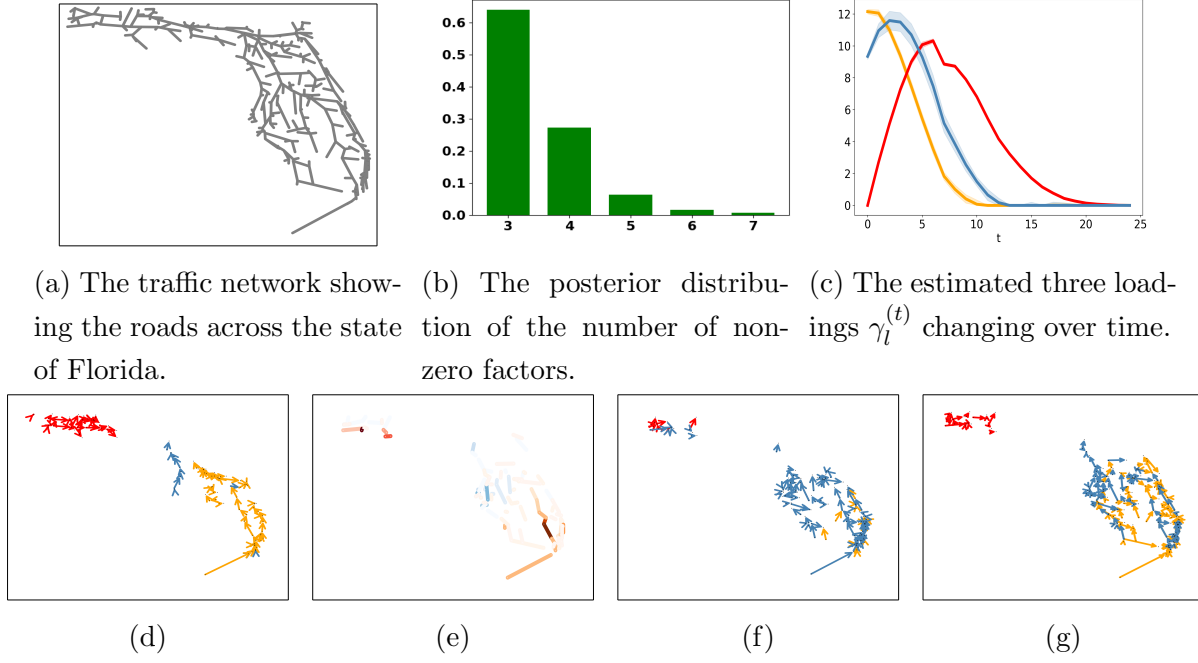 0.6
0.5
0.4
0.3
0.2
0.1
0.0
3 4 5 6 7
12
10
8
6
4
2
0
0 5 10 15 20 25
t
(a) The traffic network show-
ing the roads across the state
of Florida.
(b) The posterior distribu-
tion of the number of non-
zero factors.
(c) The estimated three load-
ings γ_l^{(t)} changing over time.
(d) (e) (f) (g)